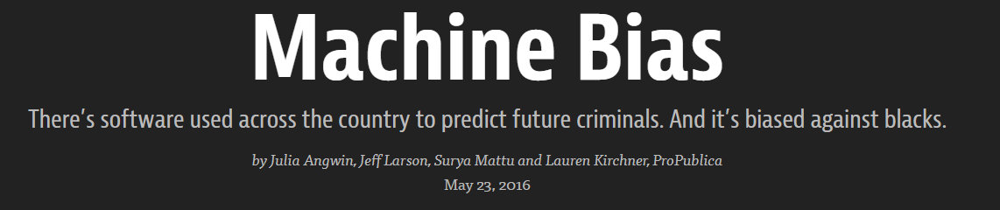 Machine Bias
There’s software used across the country to predict future criminals. And it’s biased against blacks.
by Julia Angwin, Jeff Larson, Surya Mattu and Lauren Kirchner, ProPublica
May 23, 2016